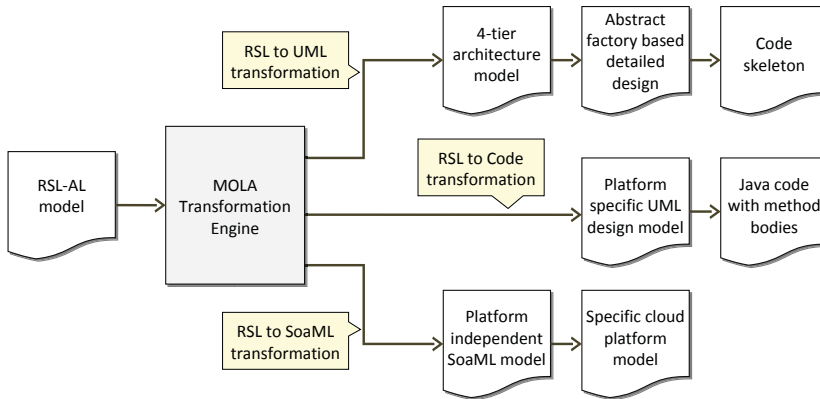 RSL to UML
transformation
4-tier
architecture
model
Abstract
factory based
detailed
design
Code
skeleton
RSL-AL
model
MOLA
Transformation
Engine
RSL to Code
transformation
Platform
specific UML
design model
Java code
with method
bodies
RSL to SoaML
transformation
Platform
independent
SoaML model
Specific cloud
platform
model